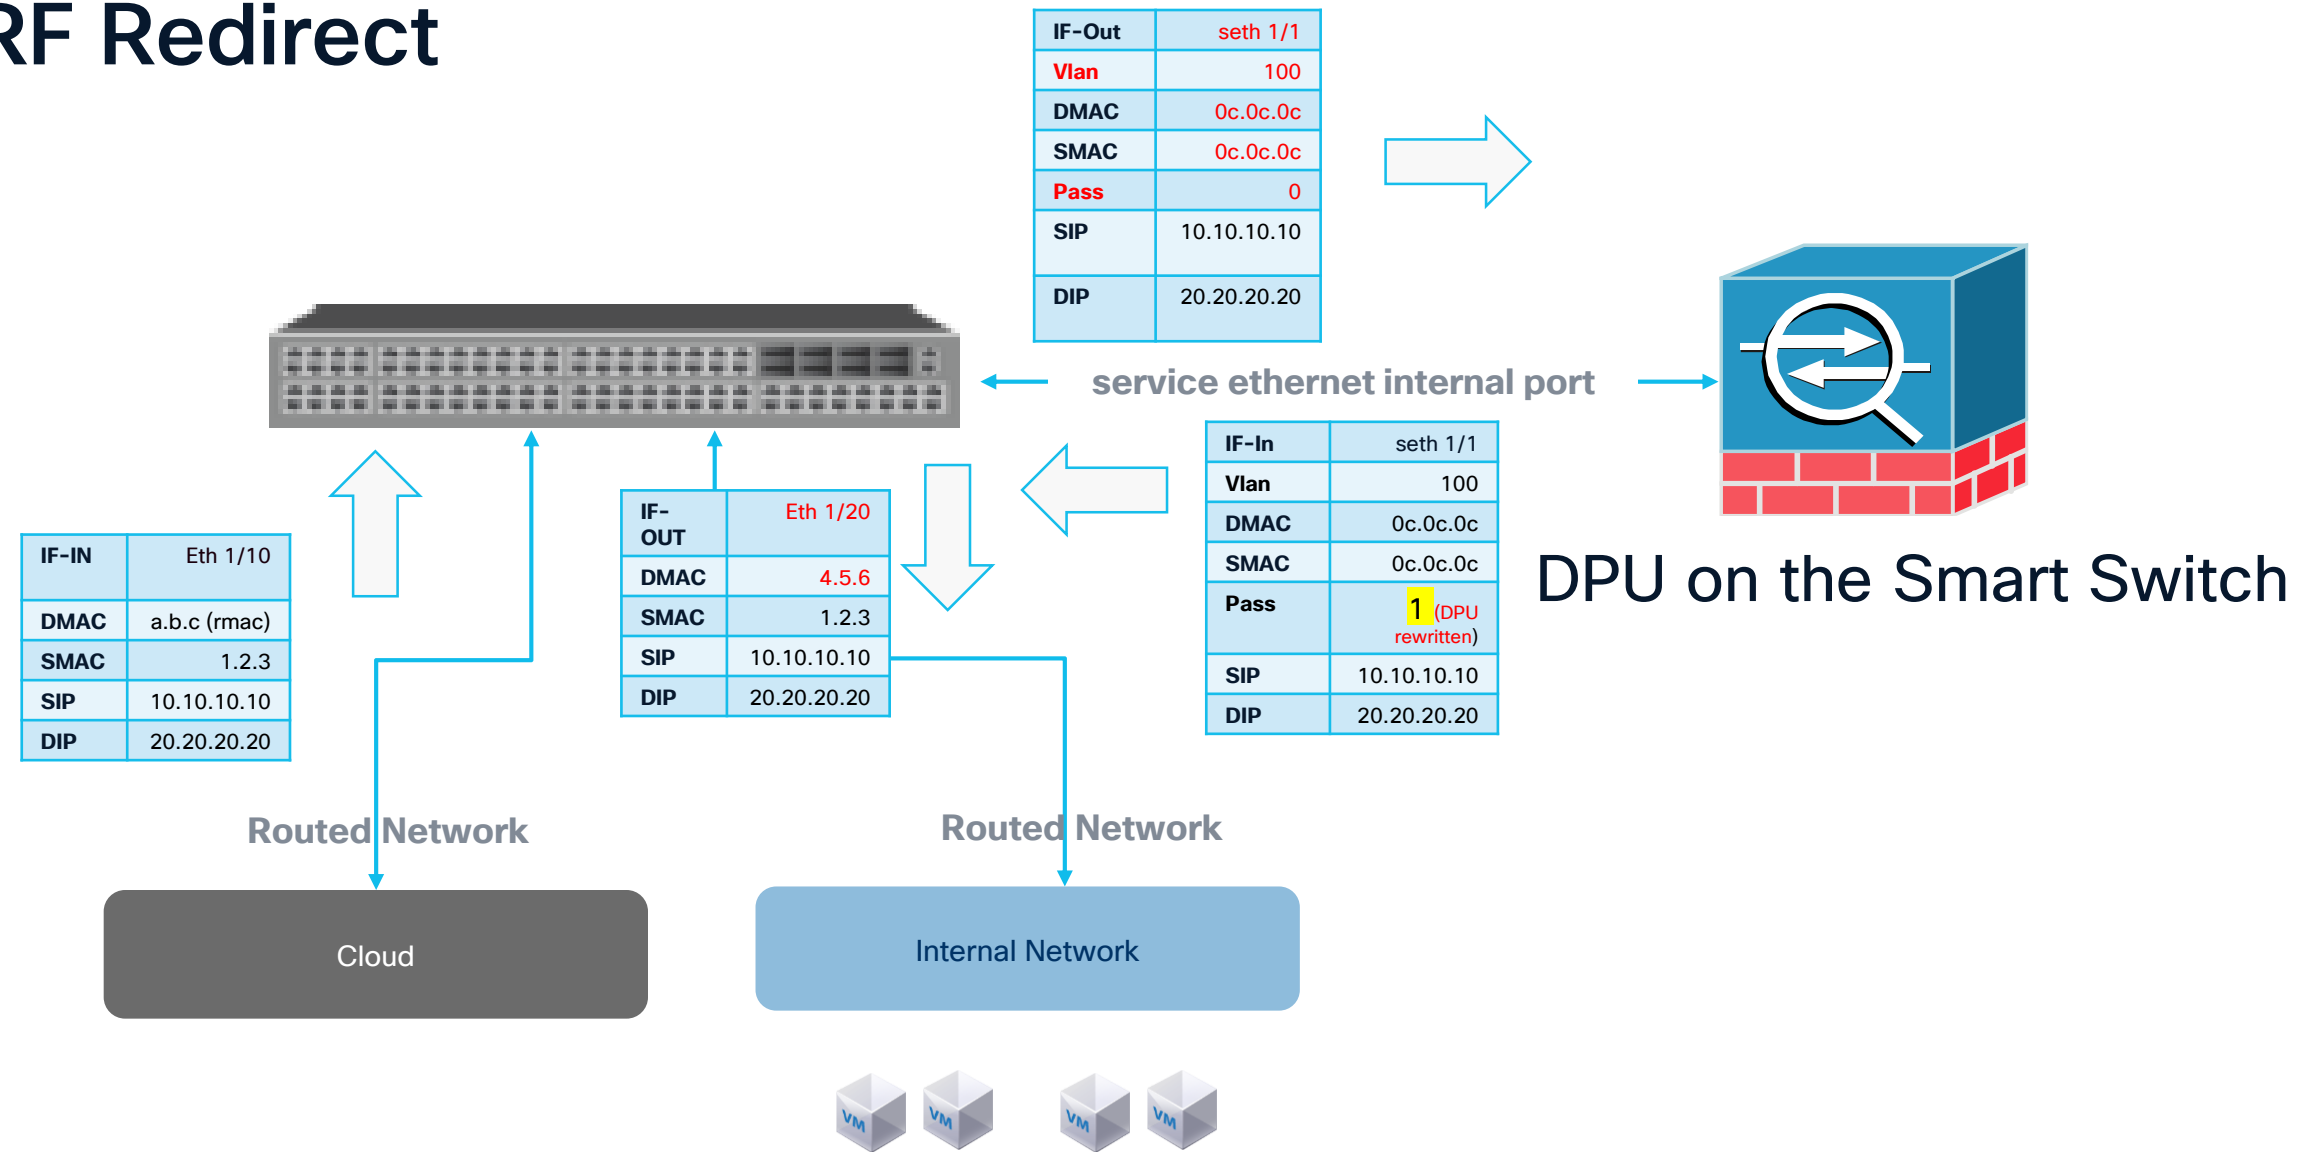 RF Redirect
IF-Out seth 1/1
Vlan 100
DMAC 0c.0c.0c
SMAC 0c.0c.0c
Pass 0
SIP 10.10.10.10
DIP 20.20.20.20
service ethernet internal port
IF-In seth 1/1
Vlan 100
DMAC 0c.0c.0c
SMAC 0c.0c.0c
Pass 1 (DPU
rewritten)
SIP 10.10.10.10
DIP 20.20.20.20
DPU on the Smart Switch
IF-
OUT Eth 1/20
DMAC 4.5.6
SMAC 1.2.3
SIP 10.10.10.10
DIP 20.20.20.20
IF-IN Eth 1/10
DMAC a.b.c (rmac)
SMAC 1.2.3
SIP 10.10.10.10
DIP 20.20.20.20
Routed Network
Routed Network
Cloud
Internal Network
VM
VM
VM
VM